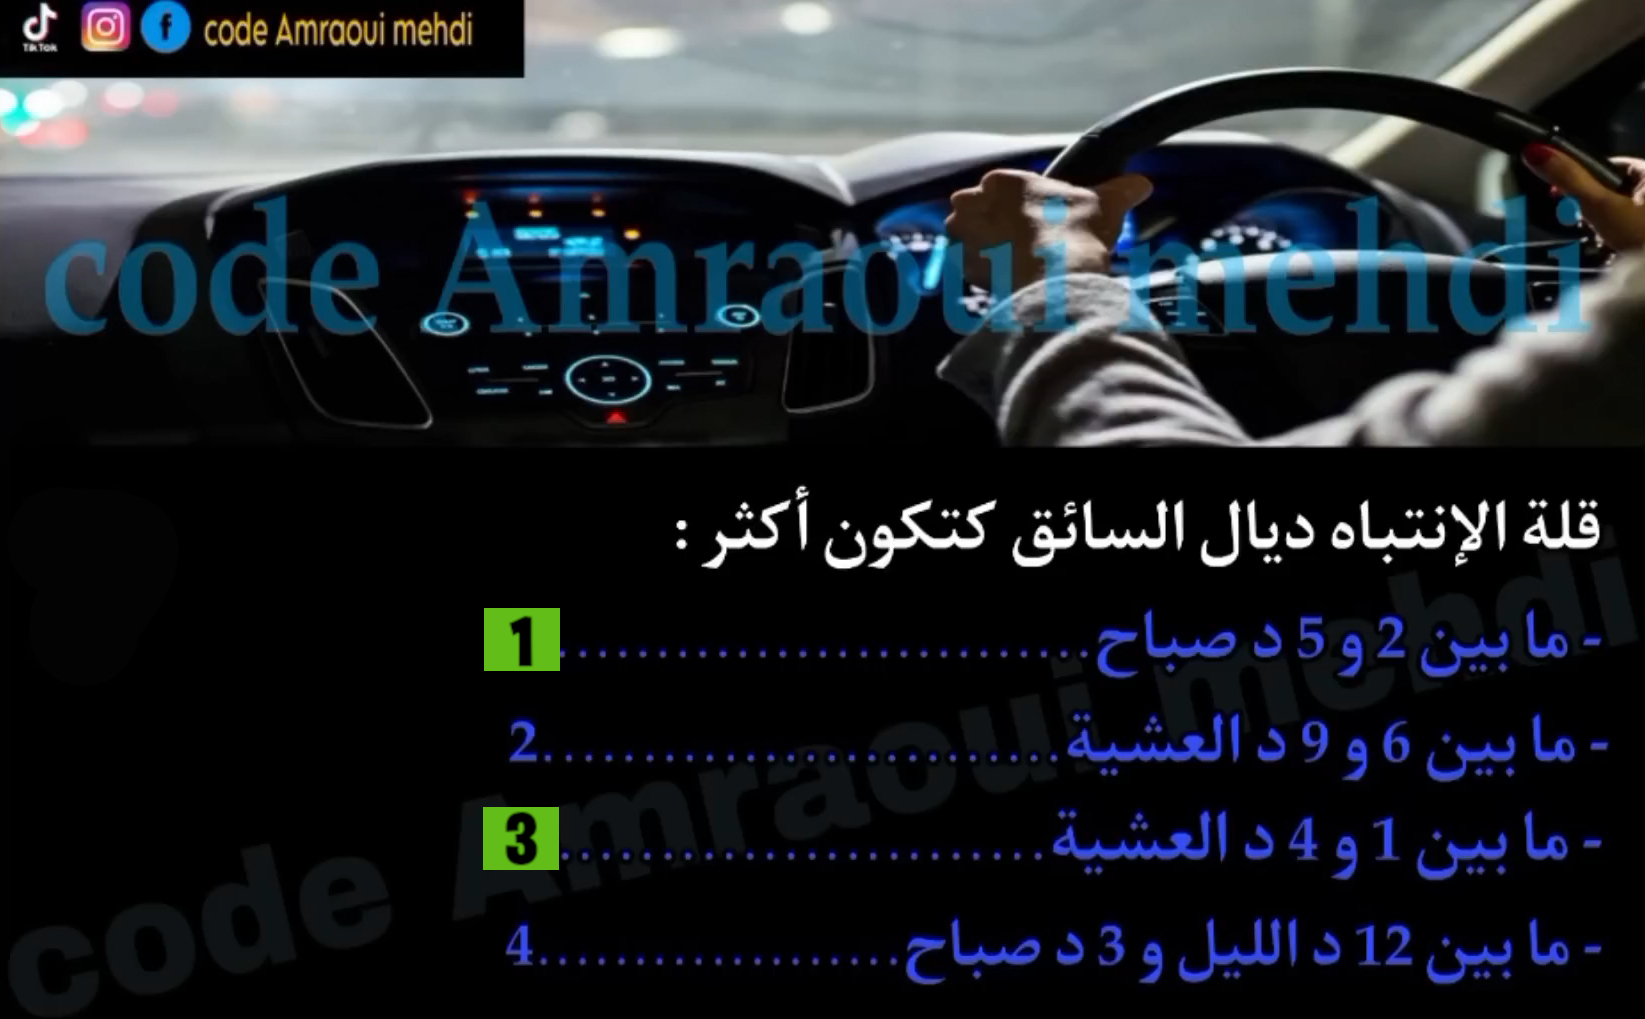 TikTok f code Amraoui mehdi
code Amraoui mehdi
قلة الإنتباه ديال السائق كتكون أكثر :
- ما بين 2 و 5 د صباح...........................1
- ما بين 6 و 9 د العشية...........................2
- ما بين 1 و 4 د العشية...........................3
- ما بين 12 د الليل و 3 د صباح...................4
code Amraoui mehdi